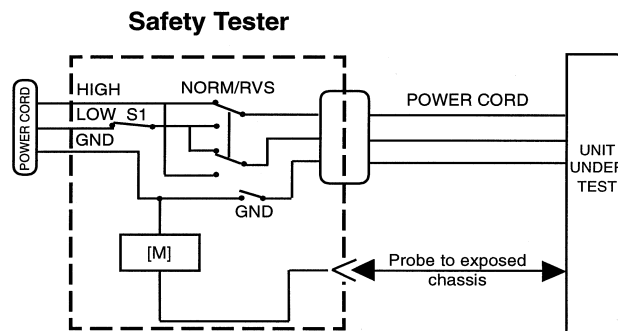 Safety Tester
POWER CORD
HIGH
LOW S1
GND
NORM/RVS
GND
[M]
POWER CORD
Probe to exposed
chassis
UNIT
UNDER
TEST